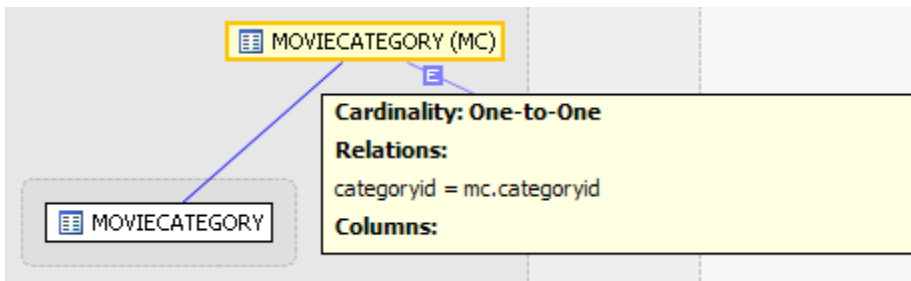 MOVIECATEGORY (MC)
E
Cardinality: One-to-One
Relations:
categoryid = mc.categoryid
Columns:
MOVIECATEGORY